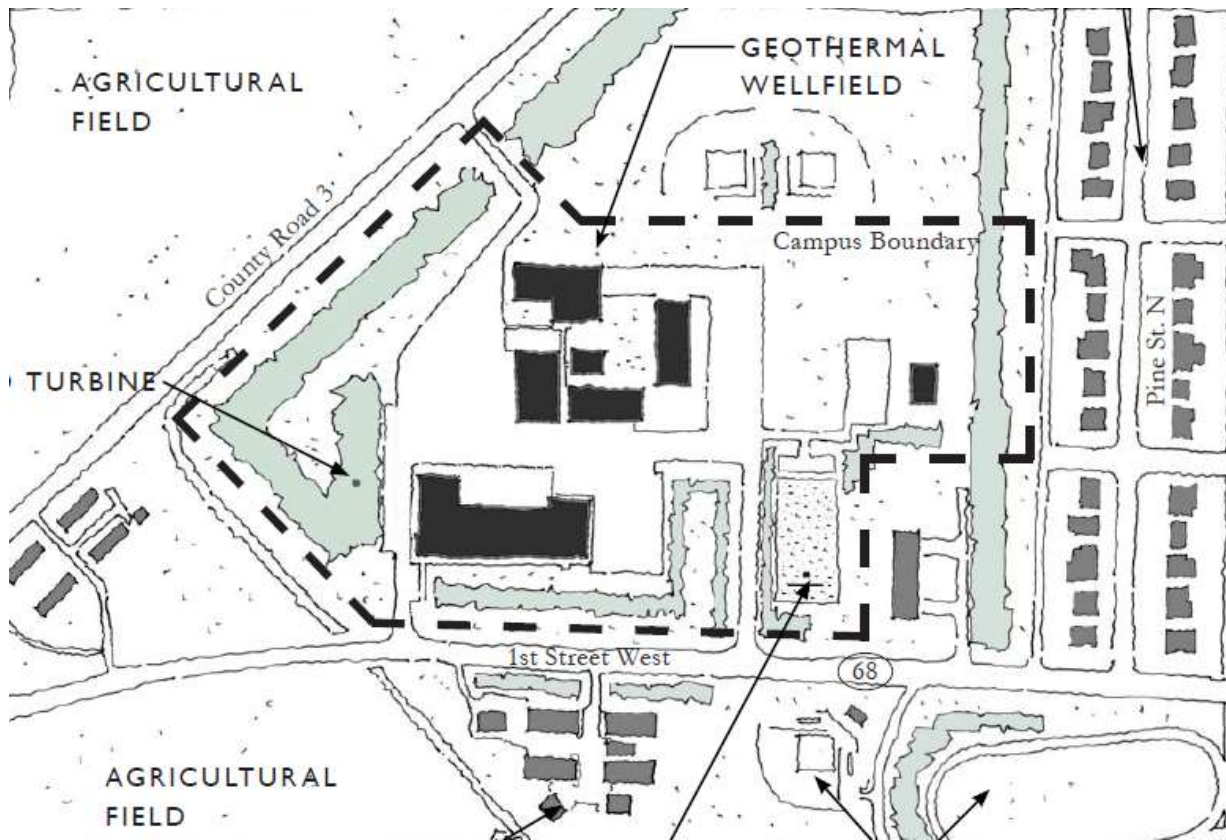 GEOTHERMAL
WELLFIELD
AGRICULTURAL
FIELD
County Road 3
Campus Boundary
Pine St. N
TURBINE
1st Street West
68
AGRICULTURAL
FIELD